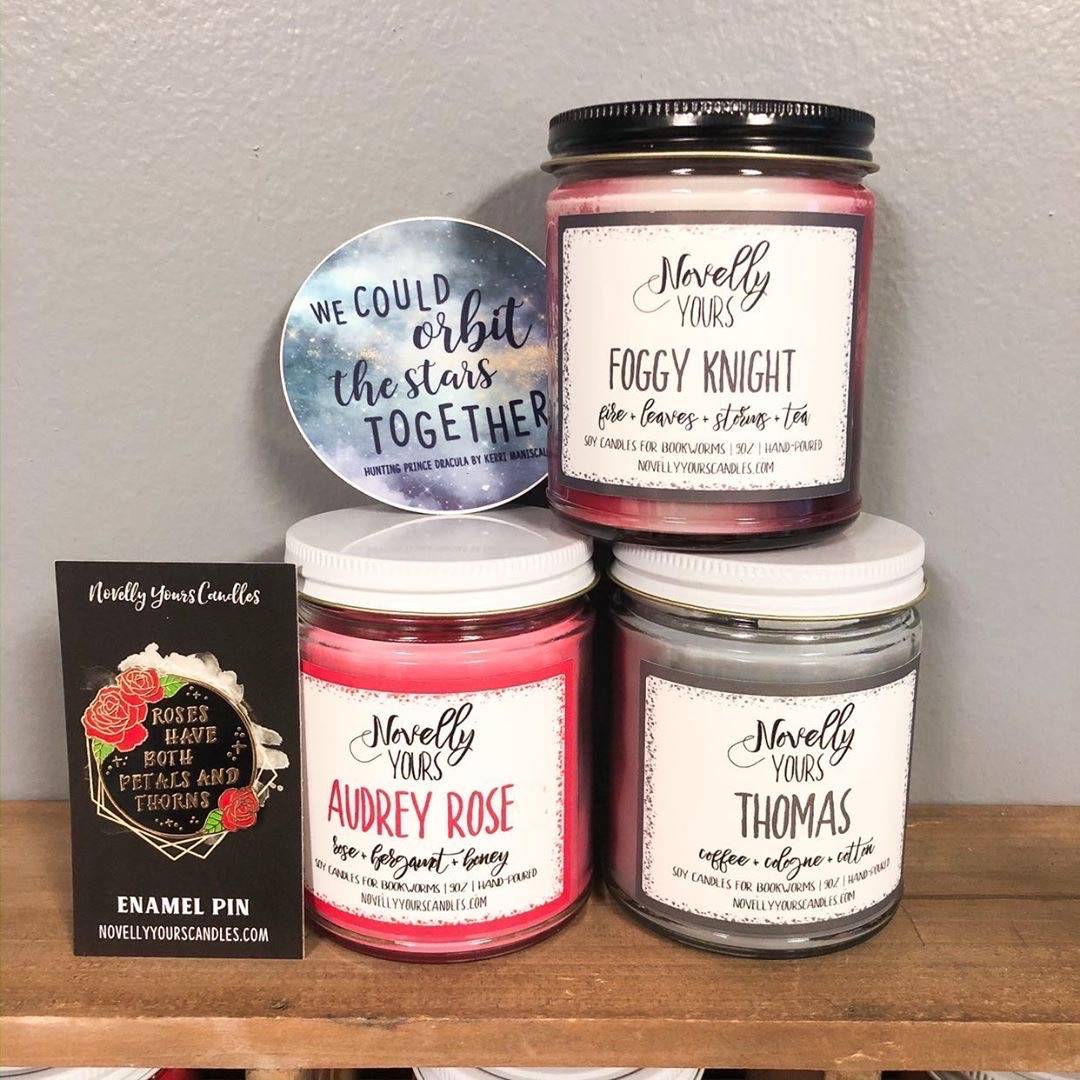 WE COULD
orbit
the stars
TOGETHER
HUNTING PRINCE DRACULA BY KERRI
Novelly
YOURS
FOGGY KNIGHT
fire + leaves + storms + tea
SOY CANDLES FOR BOOKWORMS | 9OZ | HAND-POURED
NOVELLYYOURSCANDLES.COM
Novelly Yours Candles
ROSES
HAVE
BOTH
PETALS AND
THORNS
ENAMEL PIN
NOVELLYYOURSCANDLES.COM
Novelly
YOURS
AUDREY ROSE
rose + bergamot + honey
SOY CANDLES FOR BOOKWORMS | 9OZ | HAND-POURED
NOVELLYYOURSCANDLES.COM
Novelly
YOURS
THOMAS
coffee + cologne + cotton
SOY CANDLES FOR BOOKWORMS | 9OZ | HAND-POURED
NOVELLYYOURSCANDLES.COM